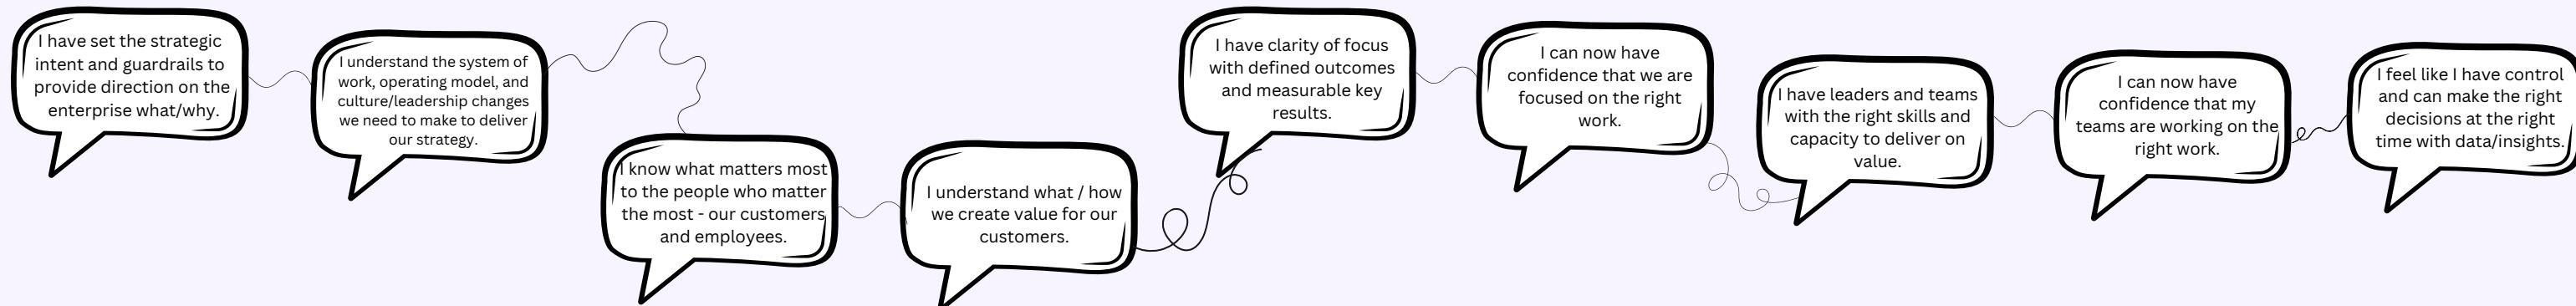 I have set the strategic
intent and guardrails to
provide direction on the
enterprise what/why.
I understand the system of
work, operating model, and
culture/leadership changes
we need to make to deliver
our strategy.
I know what matters most
to the people who matter
the most - our customers
and employees.
I understand what / how
we create value for our
customers.
I have clarity of focus
with defined outcomes
and measurable key
results.
I can now have
confidence that we are
focused on the right
work.
I have leaders and teams
with the right skills and
capacity to deliver on
value.
I can now have
confidence that my
teams are working on the
right work.
I feel like I have control
and can make the right
decisions at the right
time with data/insights.